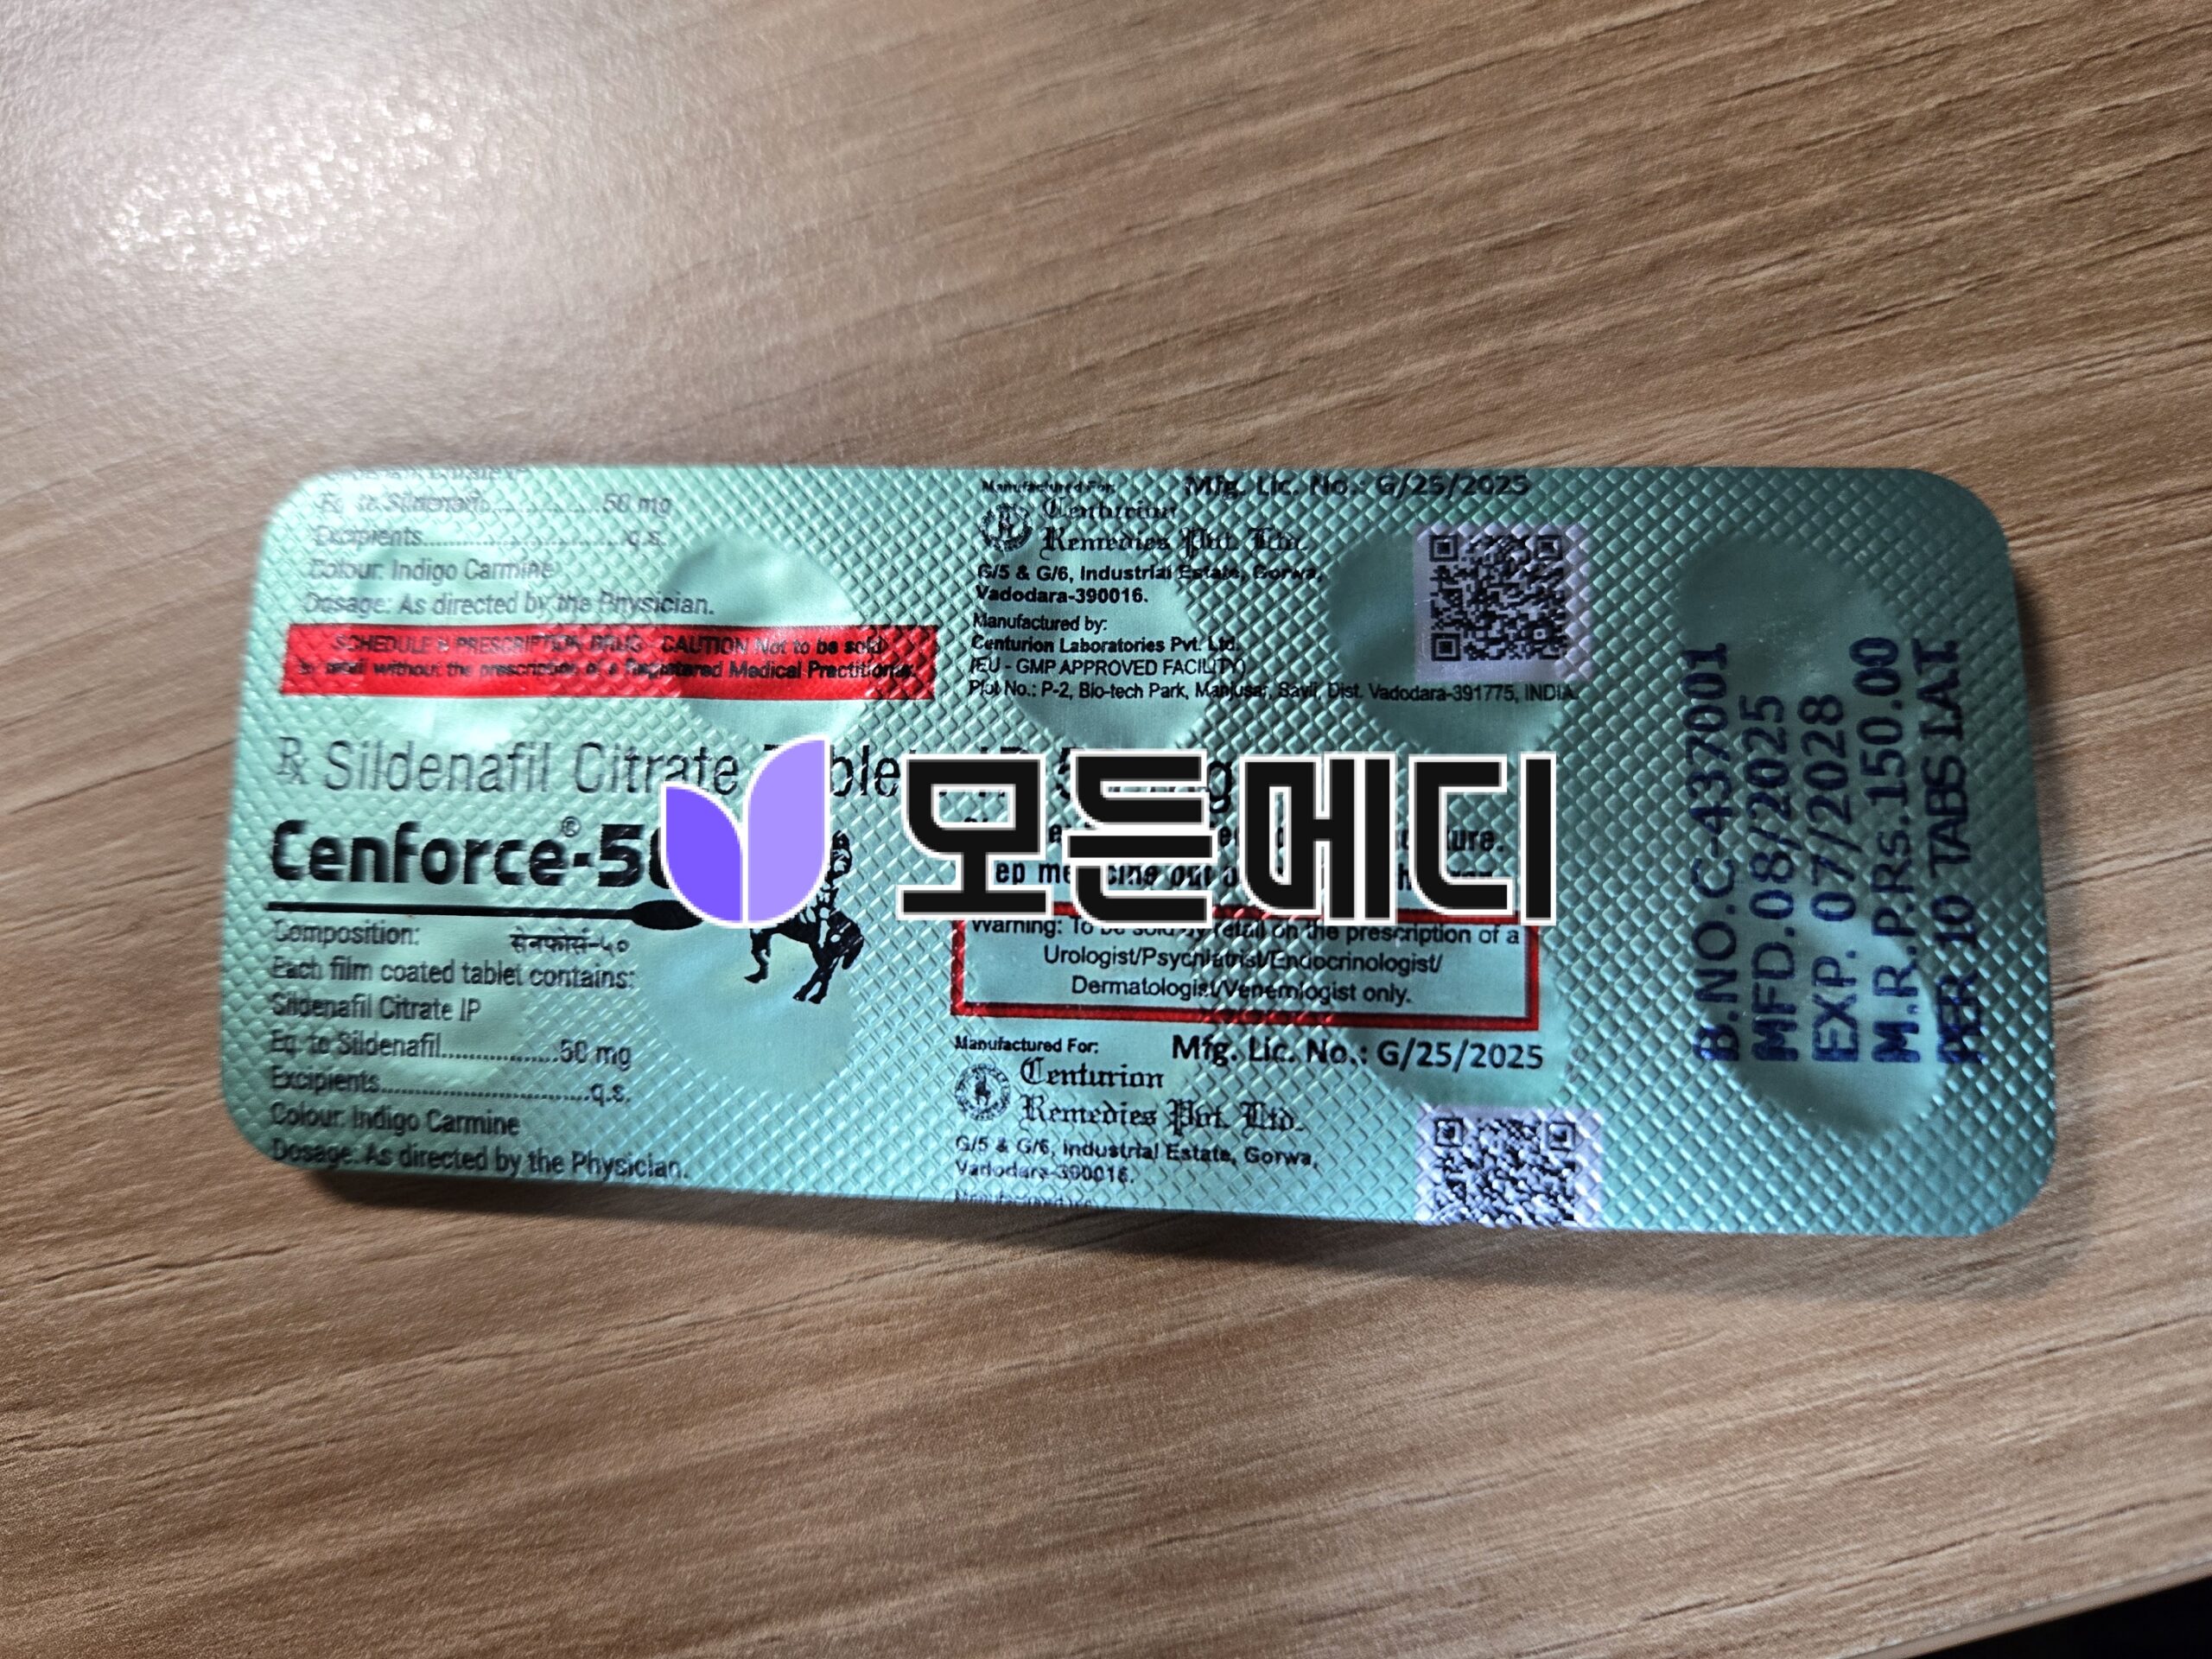 Eq. to Sildenafil..................50 mg
Excipients..............................q.s.
Colour: Indigo Carmine
Dosage: As directed by the Physician.
SCHEDULE H PRESCRIPTION DRUG - CAUTION Not to be sold
by retail without the prescription of a Registered Medical Practitioner.
Manufactured For:
Mfg. Lic. No.: G/25/2025
Centurion
Remedies Pvt. Ltd.
G/5 & G/6, Industrial Estate, Gorwa,
Vadodara-390016.
Manufactured by:
Centurion Laboratories Pvt. Ltd.
(EU - GMP APPROVED FACILITY)
Plot No.: P-2, Bio-tech Park, Manjusar, Savli, Dist. Vadodara-391775, INDIA.
Rx Sildenafil Citrate
Cenforce®-50
모든메디
Composition:
सेनफोर्स-५०
Each film coated tablet contains:
Sildenafil Citrate IP
Eq. to Sildenafil..................50 mg
Excipients..............................q.s.
Colour: Indigo Carmine
Dosage: As directed by the Physician.
Warning: To be sold by retail on the prescription of a
Urologist/Psychiatrist/Endocrinologist/
Dermatologist/Venerologist only.
Manufactured For:
Mfg. Lic. No.: G/25/2025
Centurion
Remedies Pvt. Ltd.
G/5 & G/6, Industrial Estate, Gorwa,
Vadodara-390016.
B.NO.C-437001
MFD.08/2025
EXP. 07/2028
M.R.P.Rs.150.00
PER 10 TABS I.A.T.